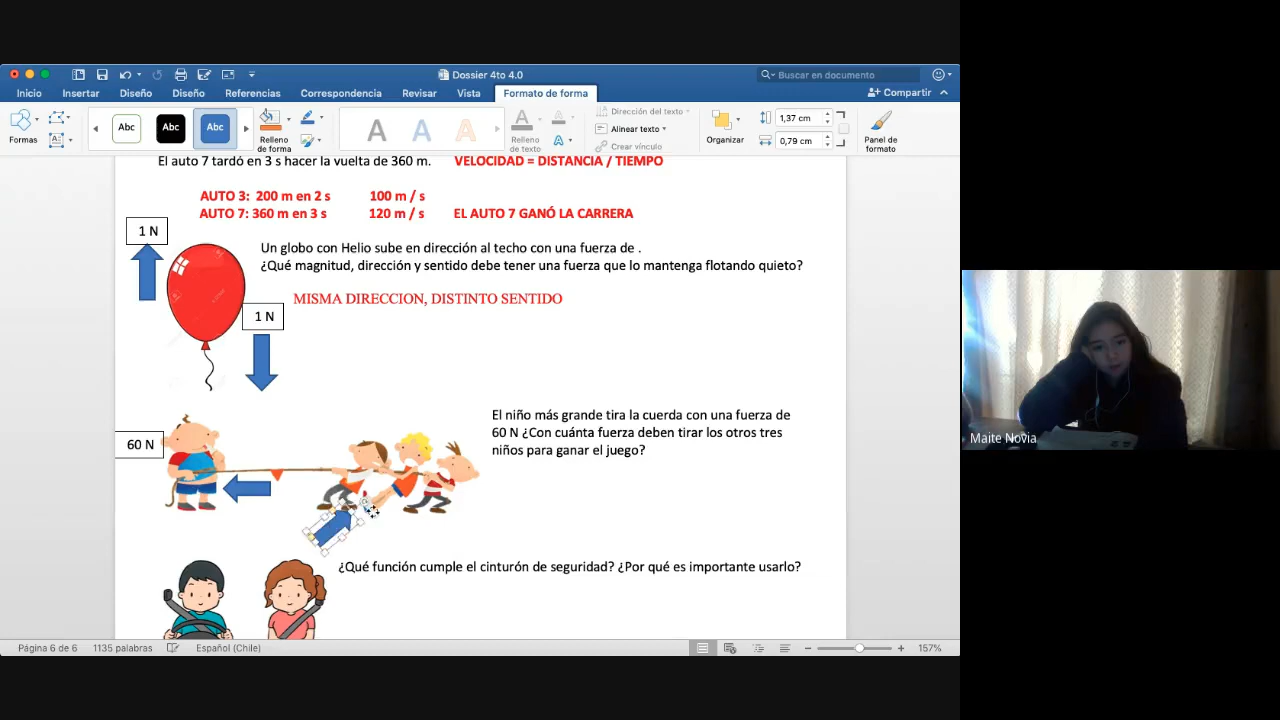 Dossier 4to 4.0
Buscar en documento
Inicio Insertar Diseño Diseño Referencias Correspondencia Revisar Vista Formato de forma Compartir
Formas
Abc Abc Abc
Relleno de forma
A A A
Relleno de texto
Dirección del texto
Alinear texto
Crear vínculo
Organizar
1,37 cm
0,79 cm
Panel de formato
El auto 7 tardó en 3 s hacer la vuelta de 360 m. VELOCIDAD = DISTANCIA / TIEMPO
AUTO 3: 200 m en 2 s 100 m / s
AUTO 7: 360 m en 3 s 120 m / s EL AUTO 7 GANÓ LA CARRERA
1 N
Un globo con Helio sube en dirección al techo con una fuerza de .
¿Qué magnitud, dirección y sentido debe tener una fuerza que lo mantenga flotando quieto?
MISMA DIRECCION, DISTINTO SENTIDO
1 N
El niño más grande tira la cuerda con una fuerza de
60 N ¿Con cuánta fuerza deben tirar los otros tres
niños para ganar el juego?
60 N
¿Qué función cumple el cinturón de seguridad? ¿Por qué es importante usarlo?
Página 6 de 6 1135 palabras Español (Chile) 157%
Maite Novia